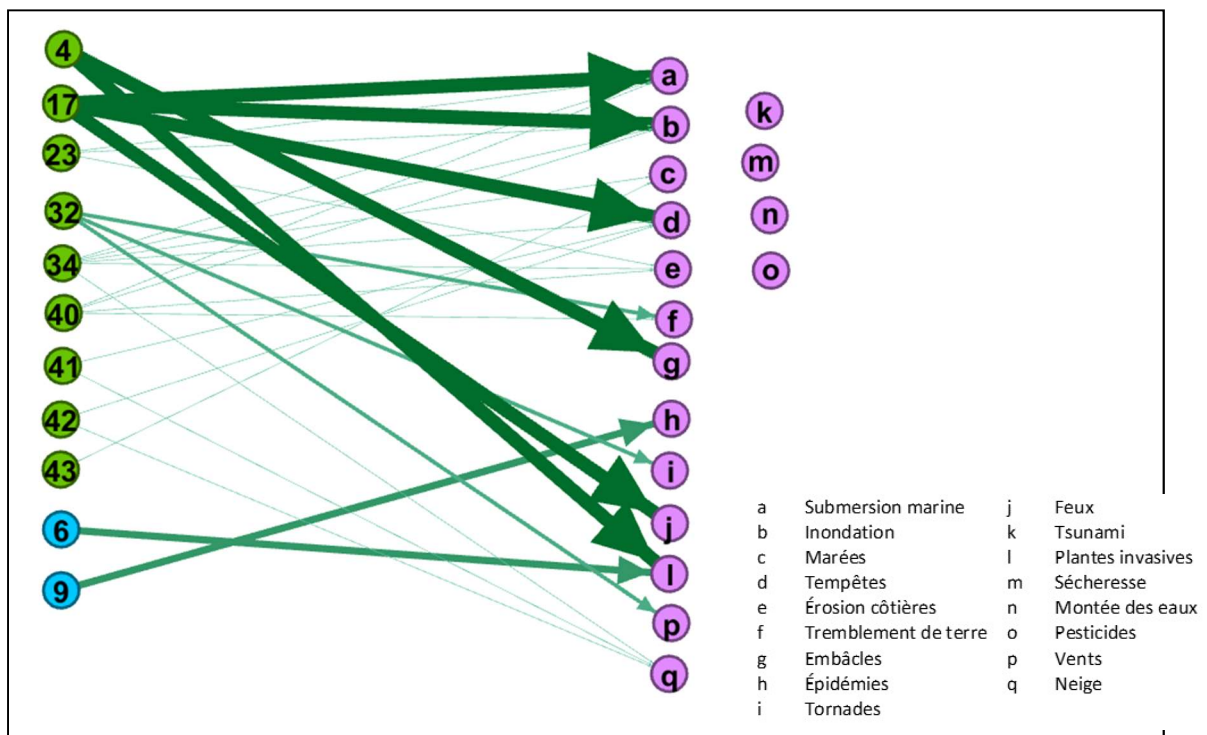 4
17
23
32
34
40
41
42
43
6
9
a
b
c
d
e
f
g
h
i
j
l
p
q
k
m
n
o
a Submersion marine j Feux
b Inondation k Tsunami
c Marées l Plantes invasives
d Tempêtes m Sécheresse
e Érosion côtières n Montée des eaux
f Tremblement de terre o Pesticides
g Embâcles p Vents
h Épidémies q Neige
i Tornades